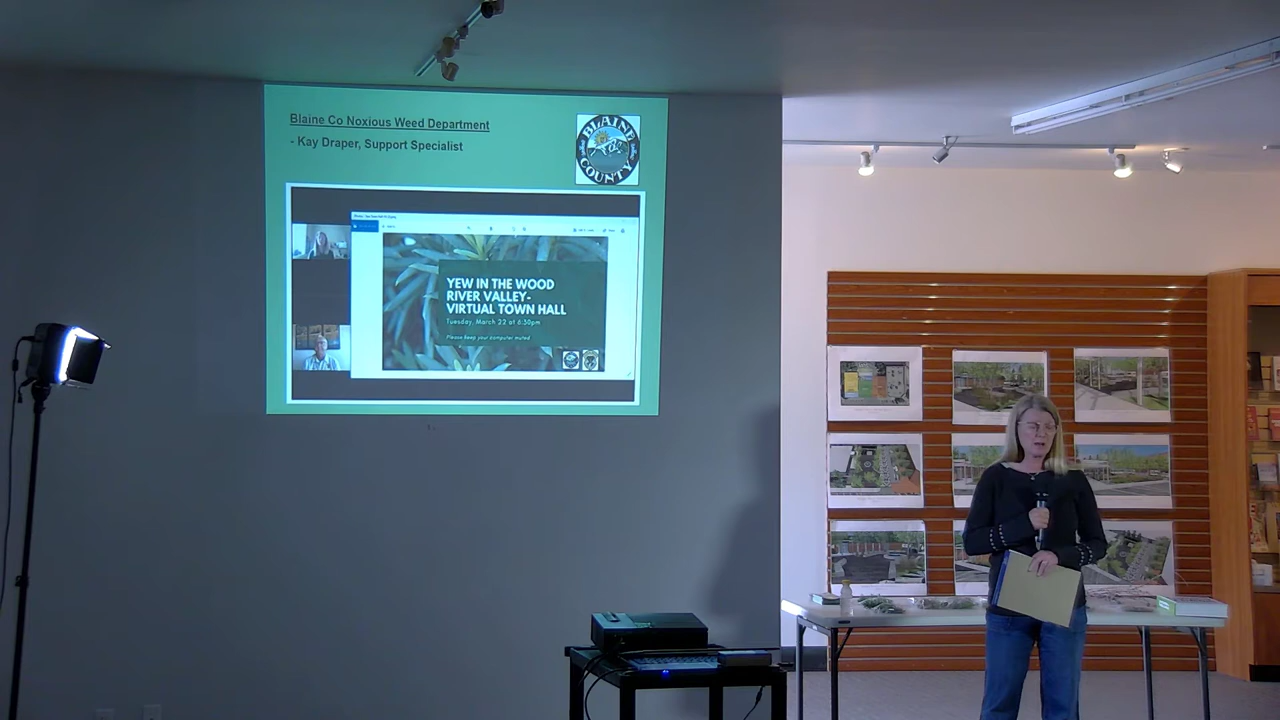 Blaine Co Noxious Weed Department
- Kay Draper, Support Specialist
BLAINE
COUNTY
YEW IN THE WOOD
RIVER VALLEY-
VIRTUAL TOWN HALL
Tuesday, March 22 at 6:30pm
Please keep your computer muted